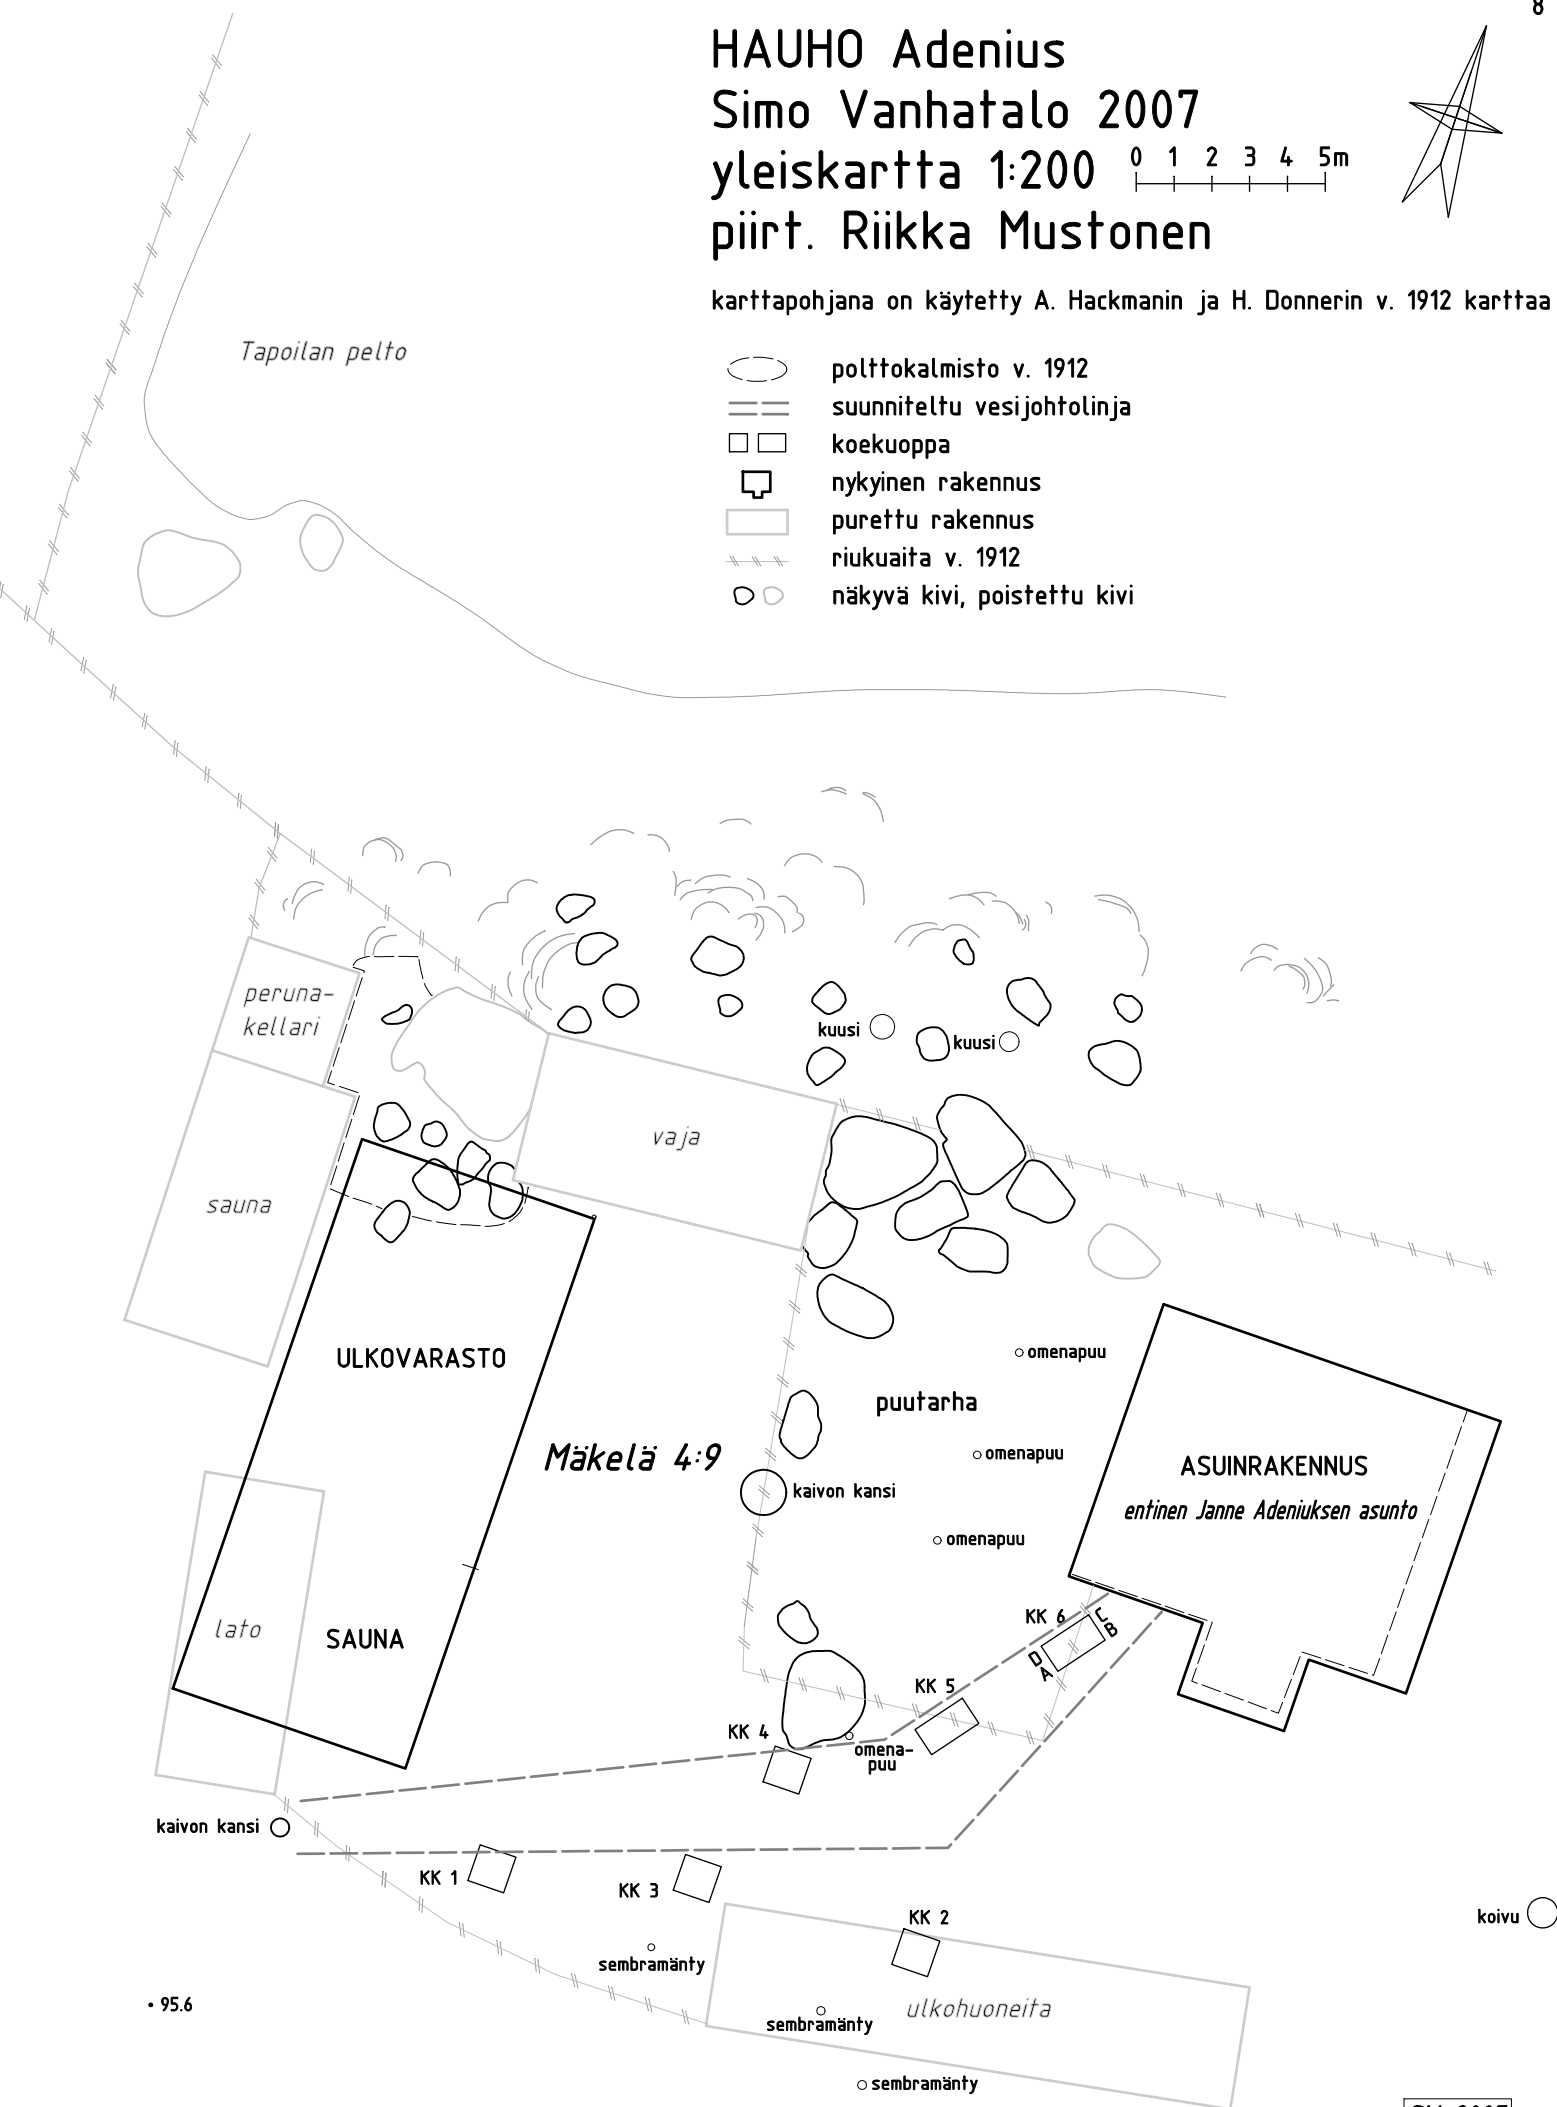 8
HAUHO Adenius
Simo Vanhatalo 2007
yleiskartta 1:200
0 1 2 3 4 5m
piirt. Riikka Mustonen
karttapohjana on käytetty A. Hackmanin ja H. Donnerin v. 1912 karttaa
Tapoilan pelto
polttokalmisto v. 1912
suunniteltu vesijohtolinja
koekuoppa
nykyinen rakennus
purettu rakennus
riukuaita v. 1912
näkyvä kivi, poistettu kivi
peruna-
kellari
kuusi
kuusi
vaja
sauna
ULKOVARASTO
omenapuu
puutarha
Mäkelä 4:9
omenapuu
ASUINRAKENNUS
kaivon kansi
entinen Janne Adeniuksen asunto
omenapuu
lato
SAUNA
KK 6
C
B
D
A
KK 5
KK 4
omena-
puu
kaivon kansi
KK 1
KK 3
KK 2
koivu
sembramänty
95.6
ulkohuoneita
sembramänty
sembramänty